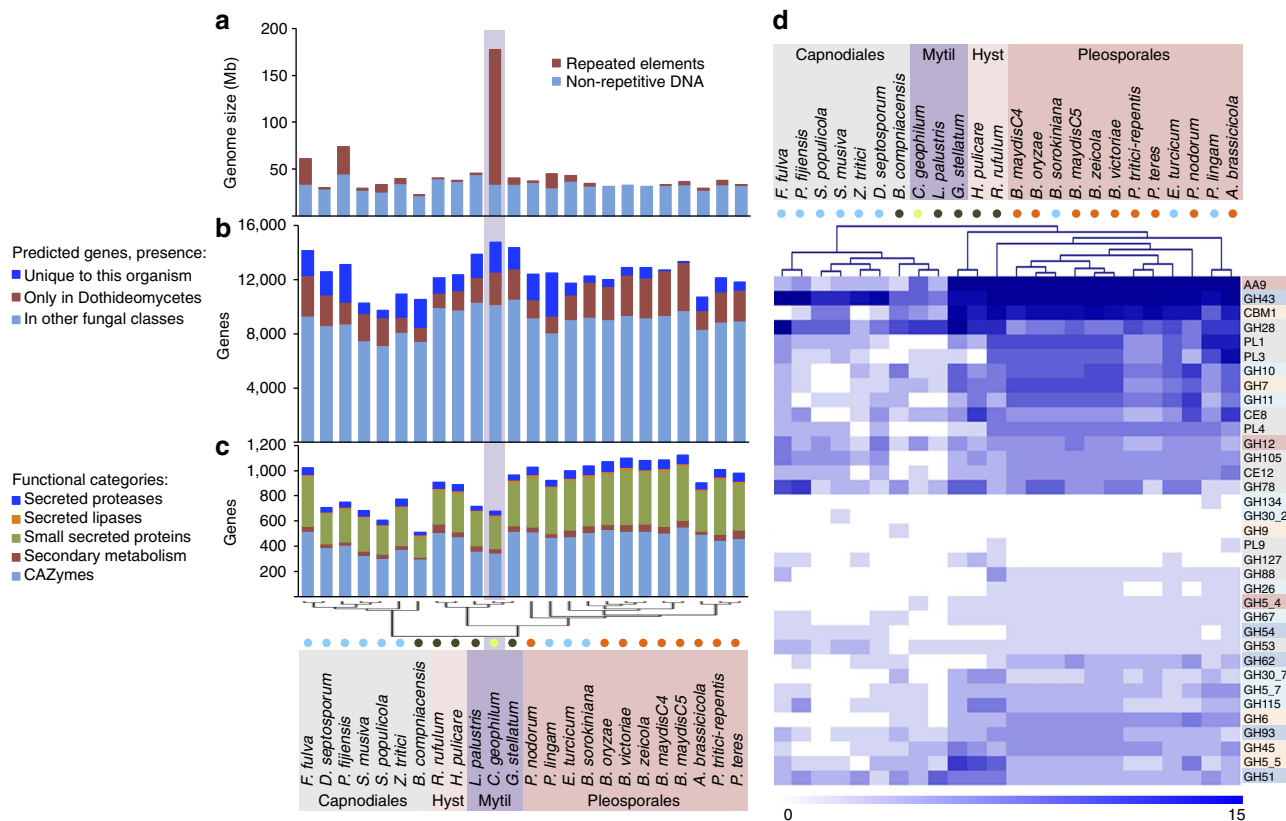 a
200
150
100
50
Genome size (Mb)
Repeated elements
Non-repetitive DNA
b
16,000
12,000
8,000
4,000
Genes
Predicted genes, presence:
Unique to this organism
Only in Dothideomycetes
In other fungal classes
c
1,200
1,000
800
600
400
200
Genes
Functional categories:
Secreted proteases
Secreted lipases
Small secreted proteins
Secondary metabolism
CAZymes
F. fulva
D. septosporum
P. fijiensis
S. musiva
S. populicola
Z. tritici
B. compniacensis
R. rufulum
H. pulicare
L. palustris
C. geophilum
G. stellatum
P. nodorum
P. lingam
E. turcicum
B. sorokiniana
B. oryzae
B. victoriae
B. zeicola
B. maydisC4
B. maydisC5
A. brassicicola
P. tritici-repentis
P. teres
Capnodiales
Hyst
Mytil
Pleosporales
d
Capnodiales
Mytil
Hyst
Pleosporales
F. fulva
P. fijiensis
S. populicola
S. musiva
Z. tritici
D. septosporum
B. compniacensis
C. geophilum
L. palustris
G. stellatum
H. pulicare
R. rufulum
B. maydisC4
B. oryzae
B. sorokiniana
B. maydisC5
B. zeicola
B. victoriae
P. tritici-repentis
P. teres
E. turcicum
P. nodorum
P. lingam
A. brassicicola
AA9
GH43
CBM1
GH28
PL1
PL3
GH10
GH7
GH11
CE8
PL4
GH12
GH105
CE12
GH78
GH134
GH30_2
GH9
PL9
GH127
GH88
GH26
GH5_4
GH67
GH54
GH53
GH62
GH30_7
GH5_7
GH115
GH6
GH93
GH45
GH5_5
GH51
0
15